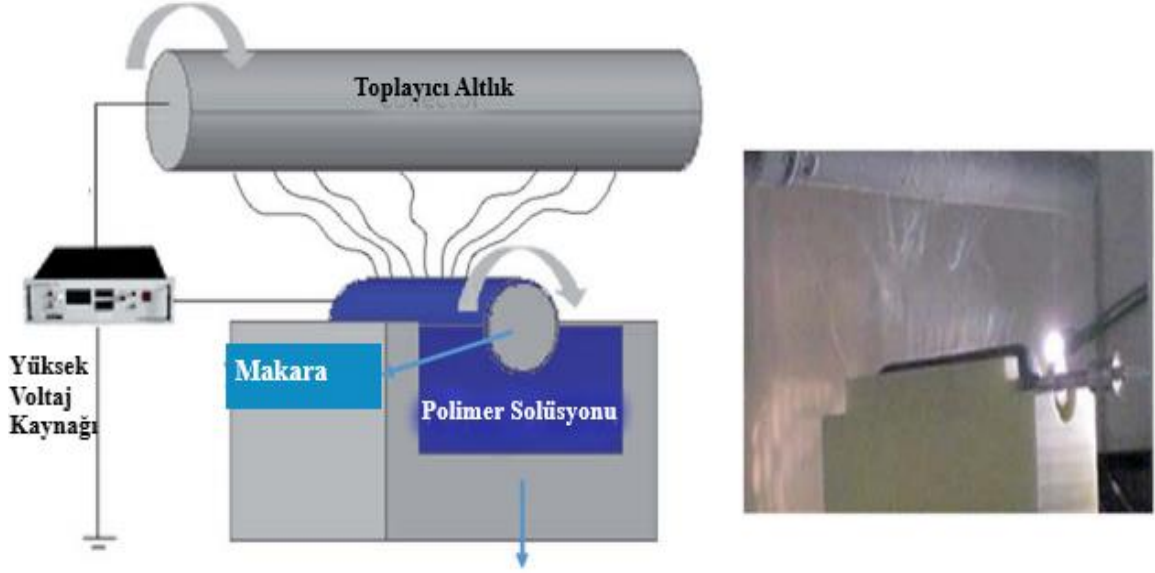 Toplayıcı Altlık
Yüksek
Voltaj
Kaynağı
Makara
Polimer Solüsyonu